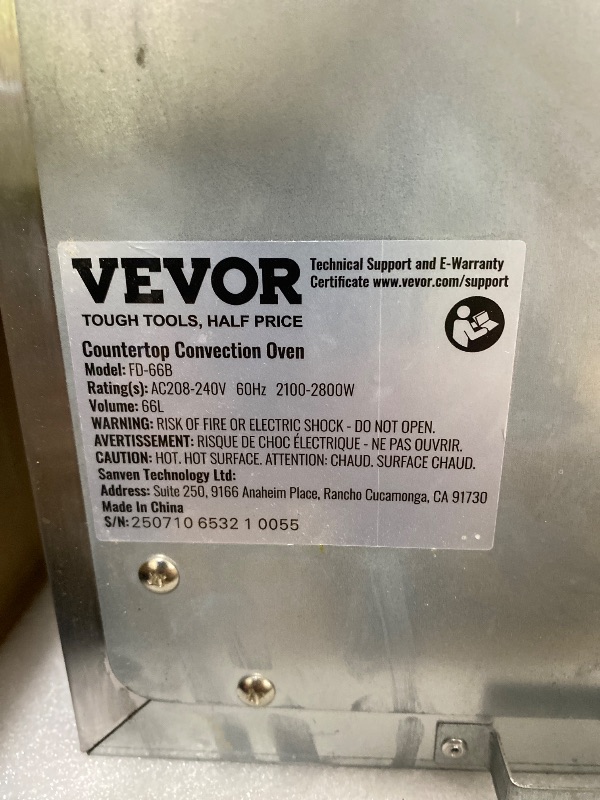 VEVOR
TOUGH TOOLS, HALF PRICE
Technical Support and E-Warranty
Certificate www.vevor.com/support
Countertop Convection Oven
Model: FD-66B
Rating(s): AC208-240V 60Hz 2100-2800W
Volume: 66L
WARNING: RISK OF FIRE OR ELECTRIC SHOCK - DO NOT OPEN.
AVERTISSEMENT: RISQUE DE CHOC ÉLECTRIQUE - NE PAS OUVRIR.
CAUTION: HOT. HOT SURFACE. ATTENTION: CHAUD. SURFACE CHAUD.
Sanven Technology Ltd:
Address: Suite 250, 9166 Anaheim Place, Rancho Cucamonga, CA 91730
Made In China
S/N: 250710 6532 1 0055